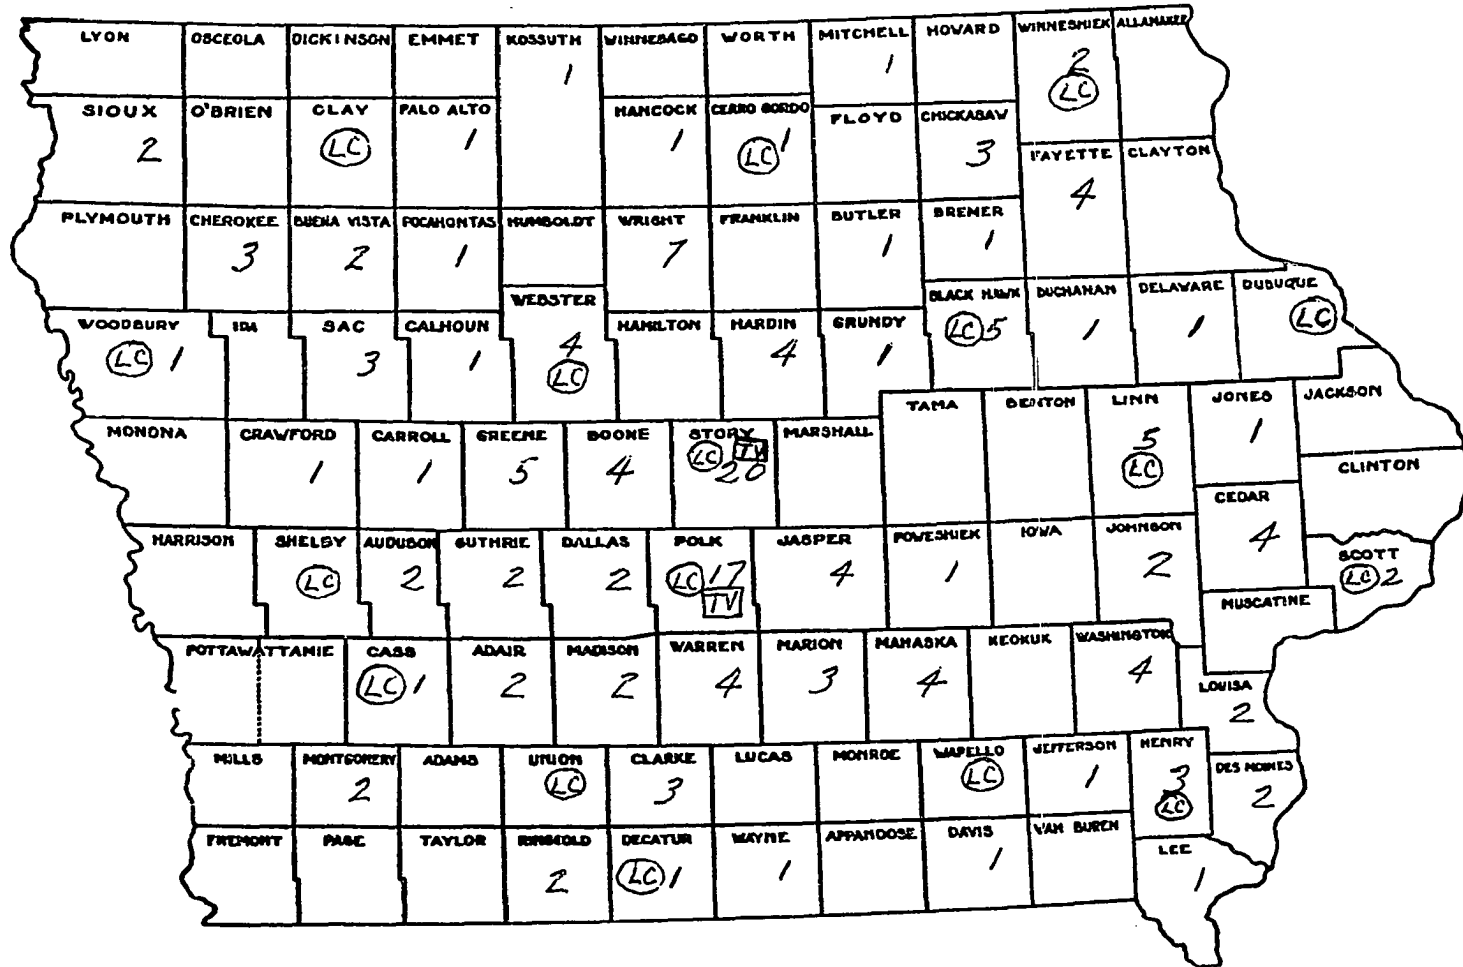 LYON OSCEOLA DICKINSON EMMET KOSSUTH WINNEBAGO WORTH MITCHELL HOWARD WINNESHIEK ALLAMAKEE
1 1 2
LC
SIOUX O'BRIEN CLAY PALO ALTO HANCOCK CERRO GORDO FLOYD CHICKASAW
2 LC 1 1 LC 1 3
FAYETTE CLAYTON
4
PLYMOUTH CHEROKEE BUENA VISTA POCAHONTAS HUMBOLDT WRIGHT FRANKLIN BUTLER BREMER
3 2 1 7 1 1
WEBSTER BLACK HAWK BUCHANAN DELAWARE DUBUQUE
4 LC 5 1 1 LC
LC
WOODBURY IDA SAC CALHOUN HAMILTON HARDIN GRUNDY
LC 1 3 1 4 1
TAMA BENTON LINN JONES JACKSON
5 1
LC
MONONA CRAWFORD CARROLL GREENE BOONE STORY MARSHALL
1 1 5 4 LC TV 20
CLINTON
CEDAR
4
HARRISON SHELBY AUDUBON GUTHRIE DALLAS POLK JASPER POWESHIEK IOWA JOHNSON
LC 2 2 2 LC 17 4 1 2
TV
SCOTT
LC 2
MUSCATINE
POTTAWATTAMIE CASS ADAIR MADISON WARREN MARION MAHASKA KEOKUK WASHINGTON
LC 1 2 2 4 3 4 4
LOUISA
2
MILLS MONTGOMERY ADAMS UNION CLARKE LUCAS MONROE WAPELLO JEFFERSON HENRY DES MOINES
2 LC 3 LC 1 3 2
LC
FREMONT PAGE TAYLOR RINGGOLD DECATUR WAYNE APPANOOSE DAVIS VAN BUREN
2 LC 1 1 1
LEE
1